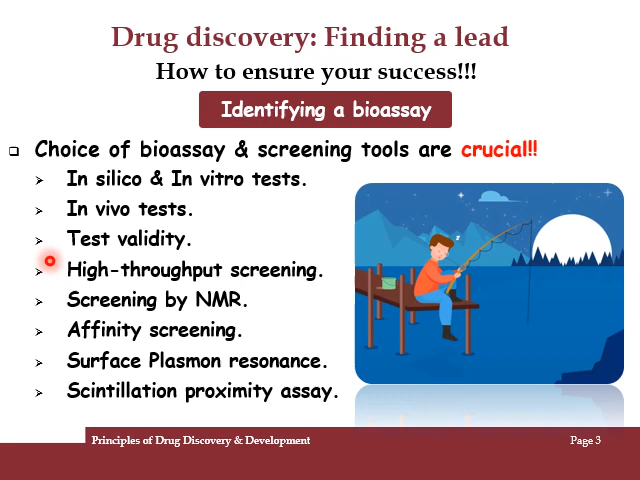 Drug discovery: Finding a lead
How to ensure your success!!!
Identifying a bioassay
Choice of bioassay & screening tools are crucial!!
In silico & In vitro tests.
In vivo tests.
Test validity.
High-throughput screening.
Screening by NMR.
Affinity screening.
Surface Plasmon resonance.
Scintillation proximity assay.
Principles of Drug Discovery & Development
Page 3